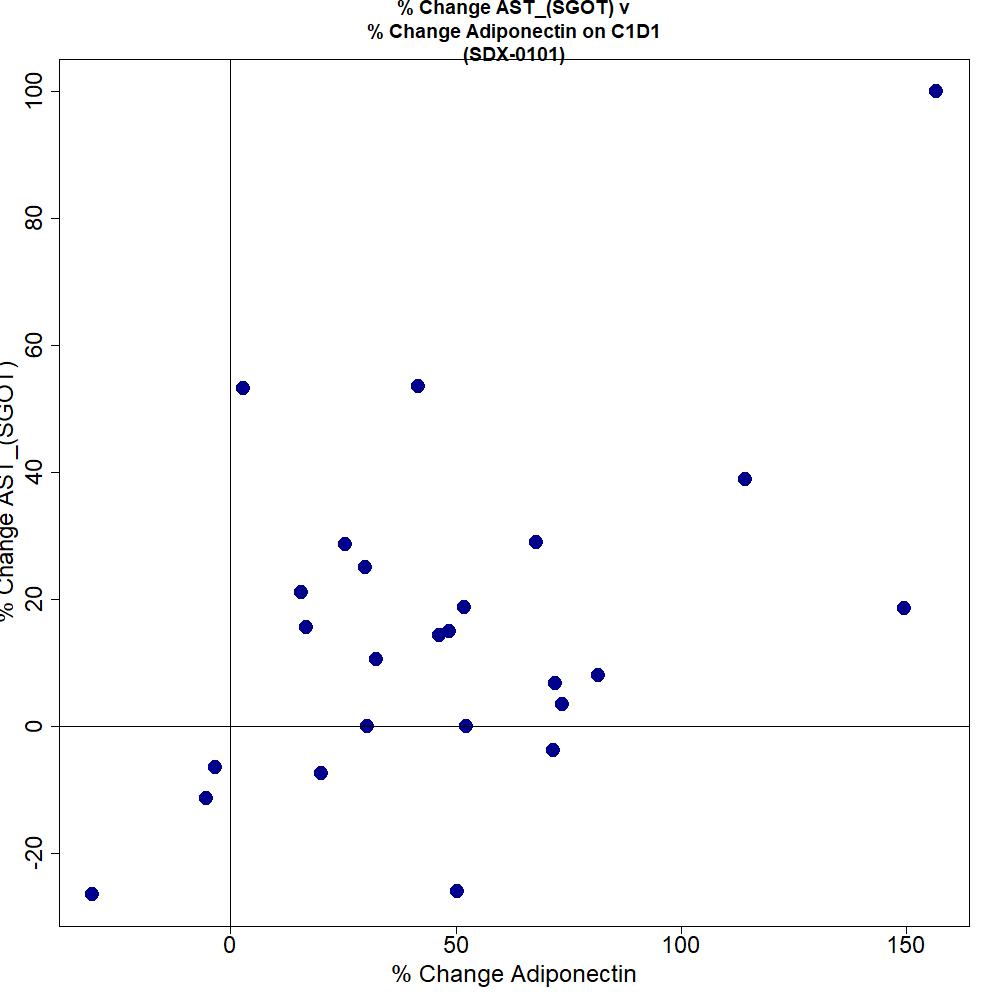 % Change AST_(SGOT) v
% Change Adiponectin on C1D1
(SDX-0101)
% Change AST_(SGOT)
100
80
60
40
20
0
-20
0
50
100
150
% Change Adiponectin